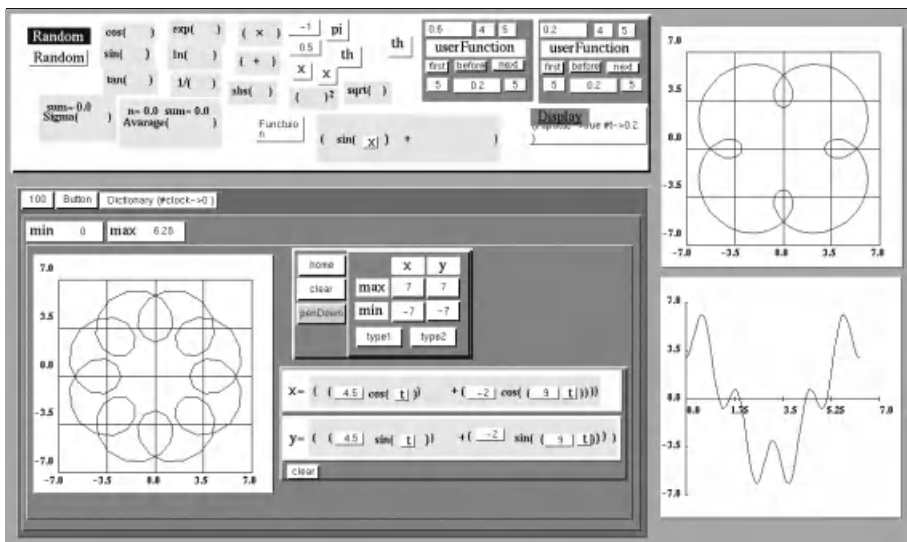 Random cos( ) exp( ) ( × ) -1 pi
Random sin( ) ln( ) ( + ) 0.5 th th
tan( ) 1/( ) x x
abs( ) ( )² sqrt( )
sum= 0.0
Sigma( )
n= 0.0 sum= 0.0
Avarage( )
Functuio
n
( sin( x ) + )
0.6 4 5
userFunction
first before next
5 0.2 5
0.2 4 5
userFunction
first before next
5 0.2 5
Display
100 Button Dictionary (#clock->0 )
min 0 max 6.28
7.0
3.5
0.0
-3.5
-7.0
-7.0 -3.5 0.0 3.5 7.0
home
clear
penDown
x y
max 7 7
min -7 -7
type1 type2
x= ( ( 4.5 cos( t )) +( -2 cos( ( 9 t ))))
y= ( ( 4.5 sin( t )) +( -2 sin( ( 9 t ))) )
clear
7.0
3.5
0.0
-3.5
-7.0
-7.0 -3.5 0.0 3.5 7.0
7.0
3.5
0.0
0.0 1.75 3.5 5.25 7.0
-3.5
-7.0